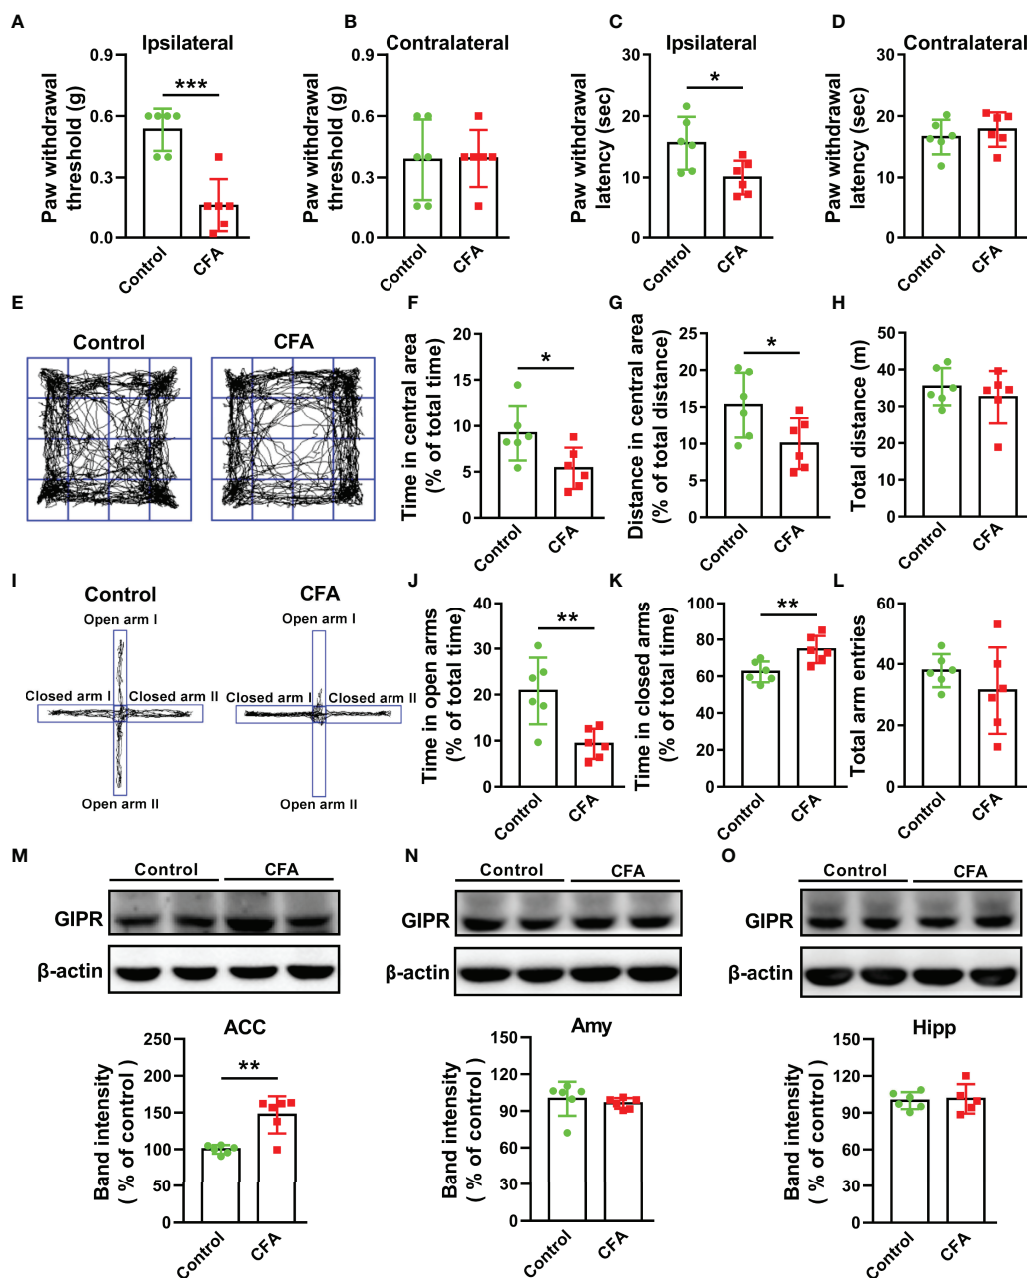 A
Ipsilateral
Paw withdrawal
threshold (g)
0.9
0.6
0.3
0.0
***
Control
CFA
B
Contralateral
Paw withdrawal
threshold (g)
0.9
0.6
0.3
0.0
Control
CFA
C
Ipsilateral
Paw withdrawal
latency (sec)
30
20
10
0
*
Control
CFA
D
Contralateral
Paw withdrawal
latency (sec)
30
20
10
0
Control
CFA
E
Control
CFA
F
Time in central area
(% of total time)
20
15
10
5
0
*
Control
CFA
G
Distance in central area
(% of total distance)
25
20
15
10
5
0
*
Control
CFA
H
Total distance (m)
50
40
30
20
10
0
Control
CFA
I
Control
Open arm I
Closed arm I
Closed arm II
Open arm II
CFA
Open arm I
Closed arm I
Closed arm II
Open arm II
J
Time in open arms
(% of total time)
40
30
20
10
0
**
Control
CFA
K
Time in closed arms
(% of total time)
100
80
60
40
20
0
**
Control
CFA
L
Total arm entries
60
40
20
0
Control
CFA
M
Control
CFA
GIPR
β-actin
ACC
Band intensity
( % of control )
250
200
150
100
50
0
**
Control
CFA
N
Control
CFA
GIPR
β-actin
Amy
Band intensity
( % of control )
150
120
90
60
30
0
Control
CFA
O
Control
CFA
GIPR
β-actin
Hipp
Band intensity
( % of control )
150
120
90
60
30
0
Control
CFA